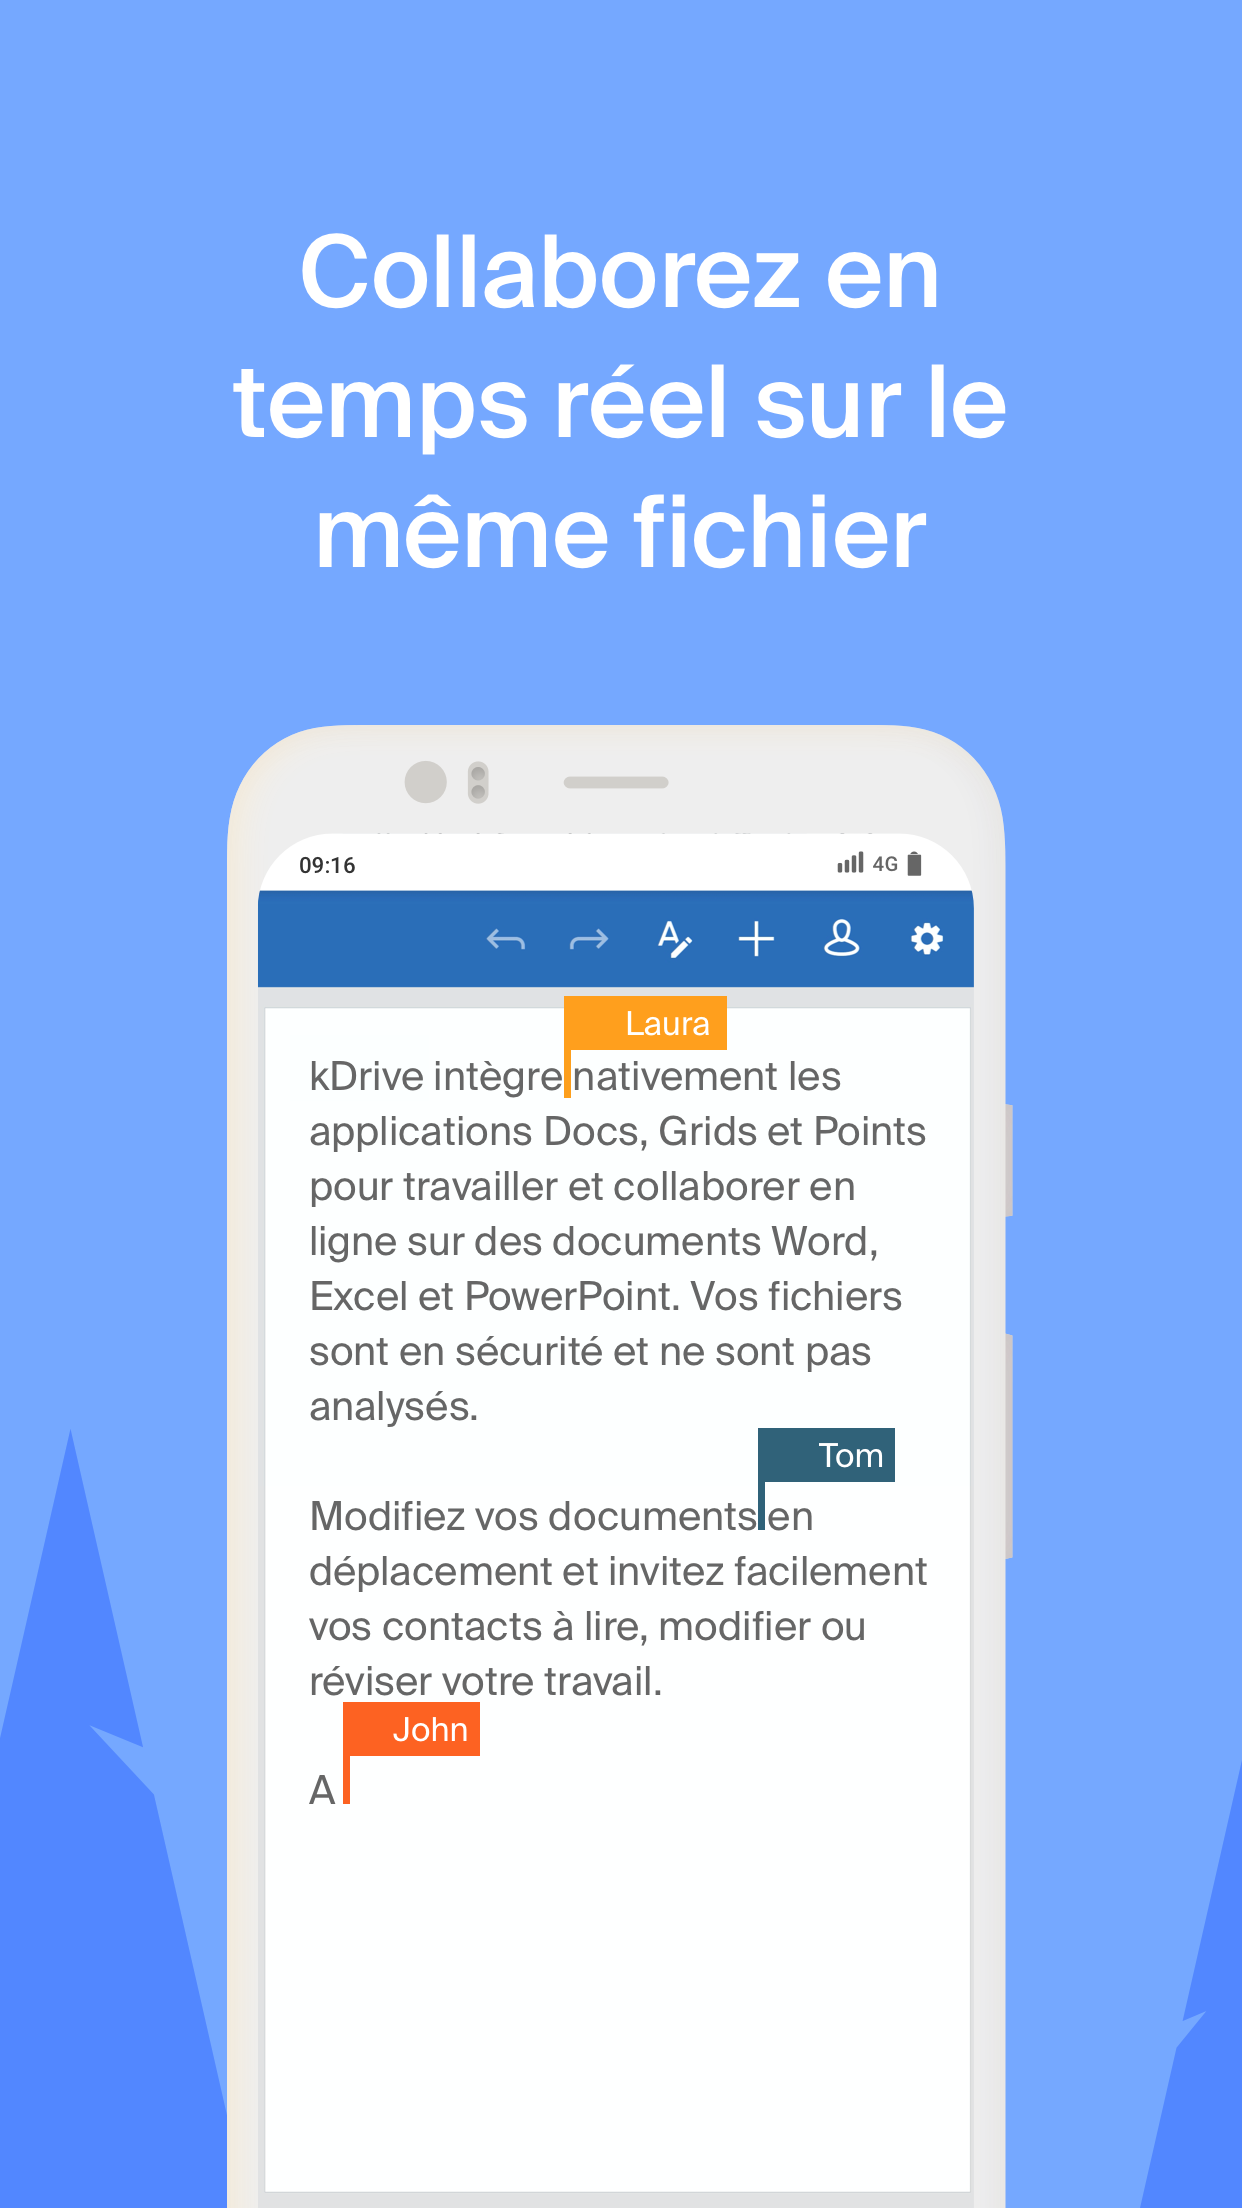 Collaborez en
temps réel sur le
même fichier
09:16
4G
Laura
kDrive intègre nativement les
applications Docs, Grids et Points
pour travailler et collaborer en
ligne sur des documents Word,
Excel et PowerPoint. Vos fichiers
sont en sécurité et ne sont pas
analysés.
Tom
Modifiez vos documents en
déplacement et invitez facilement
vos contacts à lire, modifier ou
réviser votre travail.
John
A